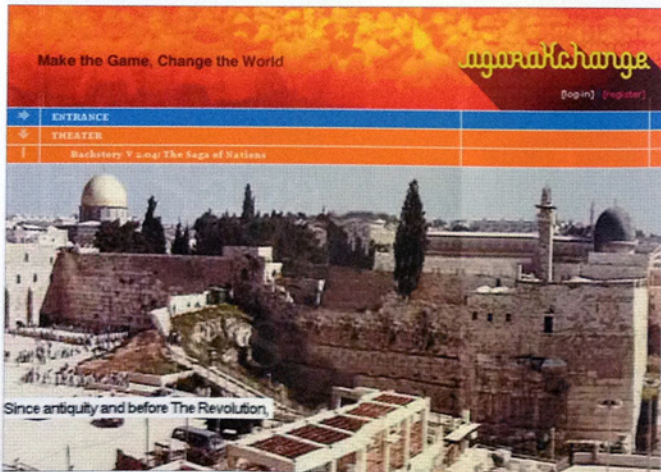 Make the Game, Change the World
agoraXchange
[log-in] [register]
ENTRANCE
THEATER
Backstory V 2.04: The Saga of Nations
Since antiquity and before The Revolution,